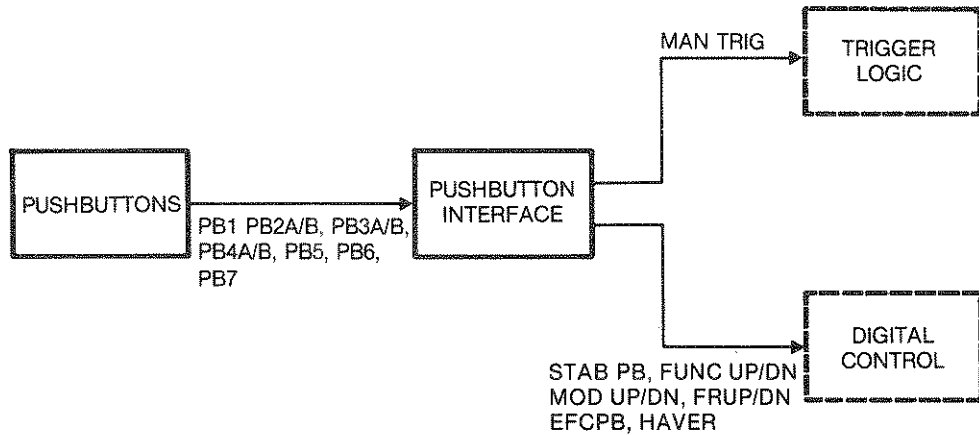 MAN TRIG
TRIGGER
LOGIC
PUSHBUTTONS
PB1 PB2A/B, PB3A/B,
PB4A/B, PB5, PB6,
PB7
PUSHBUTTON
INTERFACE
STAB PB, FUNC UP/DN
MOD UP/DN, FRUP/DN
EFCPB, HAVER
DIGITAL
CONTROL